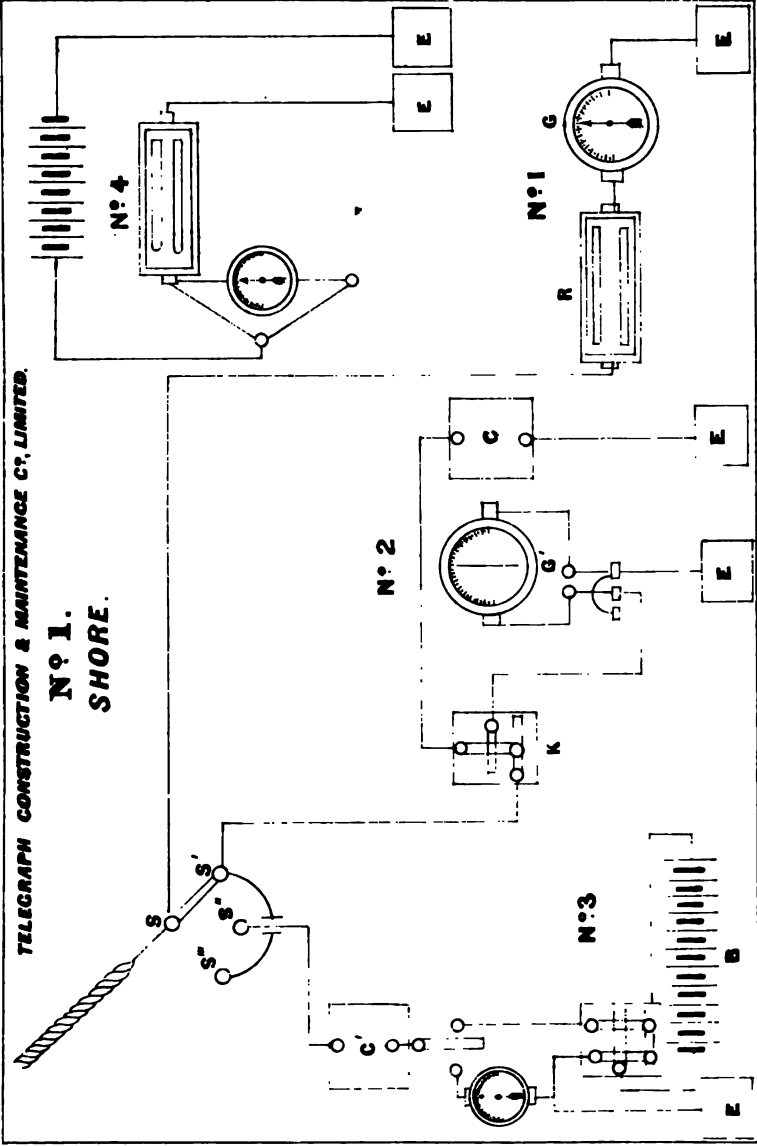 TELEGRAPH CONSTRUCTION & MAINTENANCE Cº., LIMITED.
Nº 1.
SHORE.
S
S'
S"
S'''
C'
Nº 3
B
E
K
Nº 2
G'
C
E
E
Nº 4
E
E
Nº 1
R
G
E